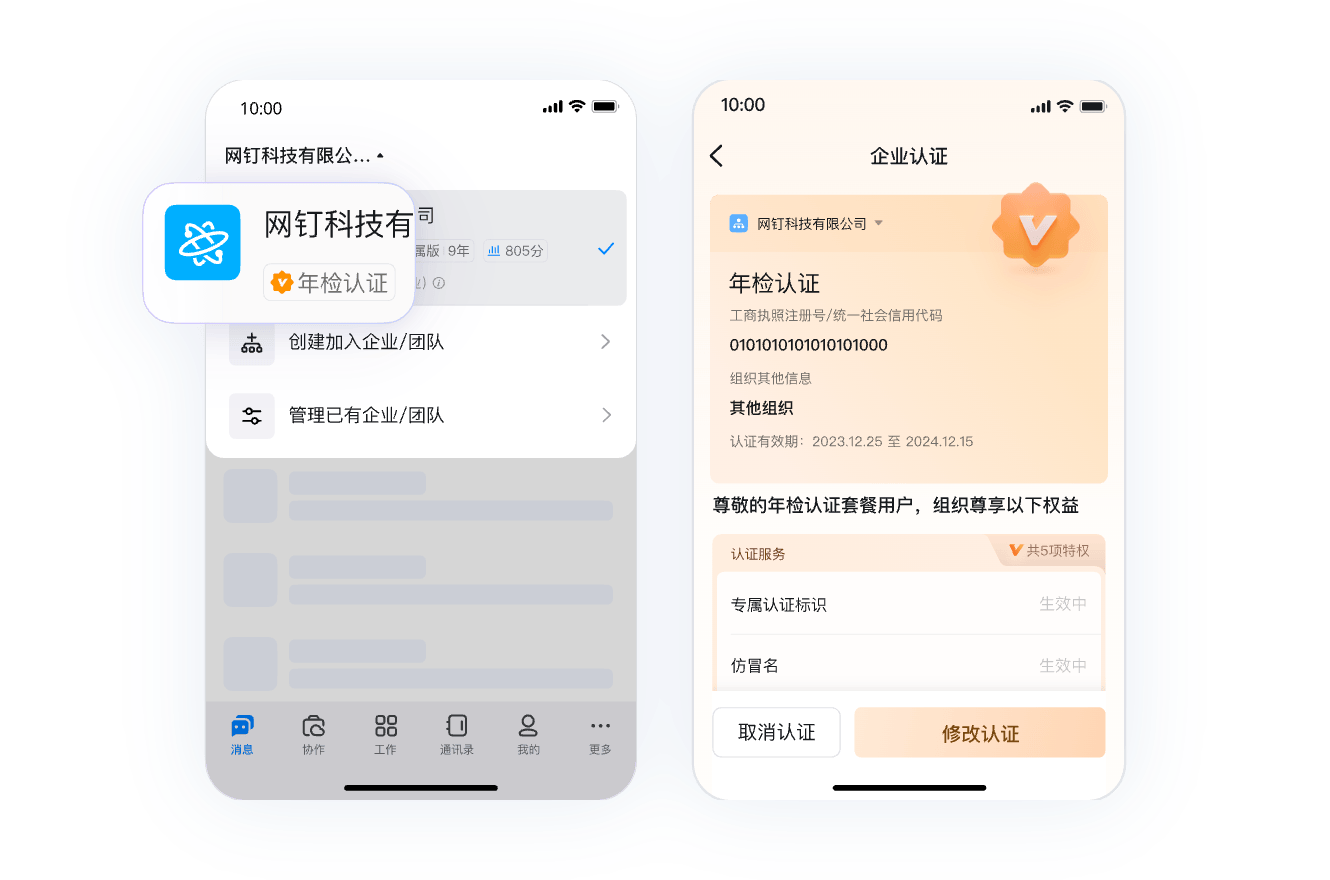 10:00
网钉科技有限公...
网钉科技有
司
年检认证
属版 9年 805分
创建加入企业/团队
管理已有企业/团队
消息 协作 工作 通讯录 我的 更多
10:00
企业认证
网钉科技有限公司
年检认证
工商执照注册号/统一社会信用代码
0101010101010101000
组织其他信息
其他组织
认证有效期：2023.12.25 至 2024.12.15
尊敬的年检认证套餐用户，组织尊享以下权益
认证服务
共5项特权
专属认证标识 生效中
仿冒名 生效中
取消认证 修改认证